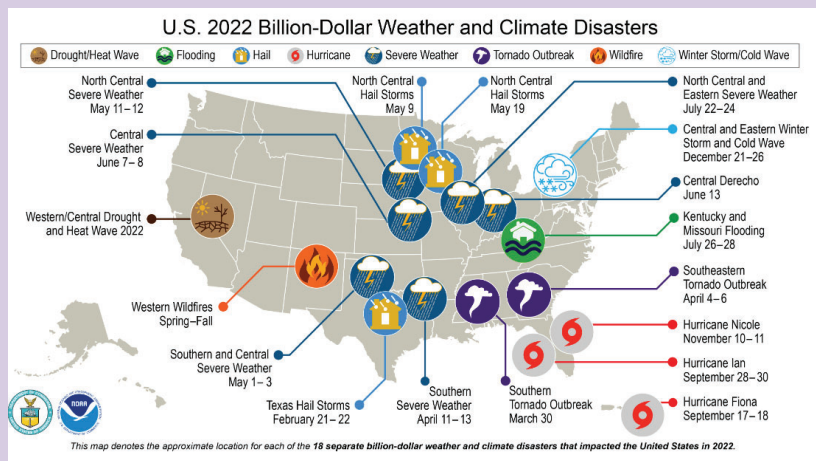 U.S. 2022 Billion-Dollar Weather and Climate Disasters
Drought/Heat Wave
Flooding
Hail
Hurricane
Severe Weather
Tornado Outbreak
Wildfire
Winter Storm/Cold Wave
North Central
Severe Weather
May 11–12
North Central
Hail Storms
May 9
North Central
Hail Storms
May 19
North Central and
Eastern Severe Weather
July 22–24
Central
Severe Weather
June 7–8
Central and Eastern Winter
Storm and Cold Wave
December 21–26
Central Derecho
June 13
Western/Central Drought
and Heat Wave 2022
Kentucky and
Missouri Flooding
July 26–28
Western Wildfires
Spring–Fall
Southeastern
Tornado Outbreak
April 4–6
Hurricane Nicole
November 10–11
Southern and Central
Severe Weather
May 1–3
Hurricane Ian
September 28–30
Texas Hail Storms
February 21–22
Southern
Severe Weather
April 11–13
Southern
Tornado Outbreak
March 30
Hurricane Fiona
September 17–18
NOAA
This map denotes the approximate location for each of the 18 separate billion-dollar weather and climate disasters that impacted the United States in 2022.